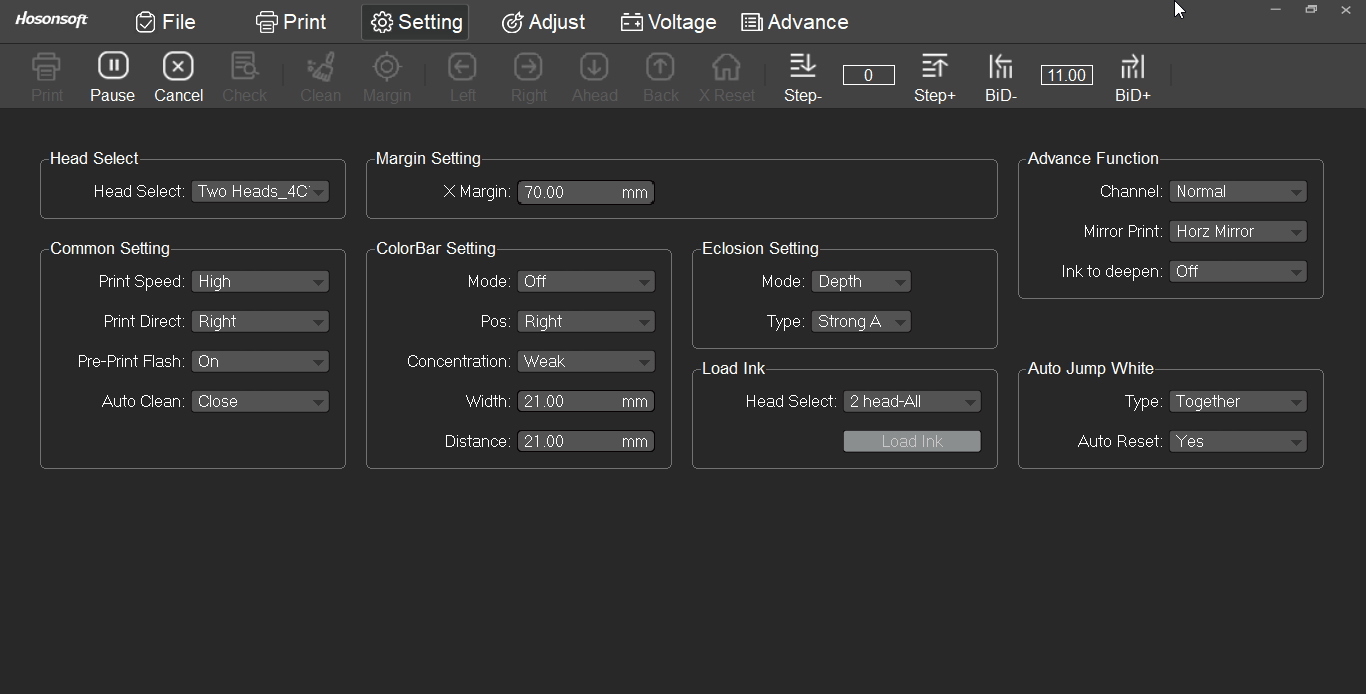 Hosonsoft File Print Setting Adjust Voltage Advance
Print Pause Cancel Check Clean Margin Left Right Ahead Back X Reset Step- 0 Step+ BiD- 11.00 BiD+
Head Select
Head Select: Two Heads_4C
Margin Setting
X Margin: 70.00 mm
Advance Function
Channel: Normal
Mirror Print: Horz Mirror
Ink to deepen: Off
Common Setting
Print Speed: High
Print Direct: Right
Pre-Print Flash: On
Auto Clean: Close
ColorBar Setting
Mode: Off
Pos: Right
Concentration: Weak
Width: 21.00 mm
Distance: 21.00 mm
Eclosion Setting
Mode: Depth
Type: Strong A
Load Ink
Head Select: 2 head-All
Load Ink
Auto Jump White
Type: Together
Auto Reset: Yes